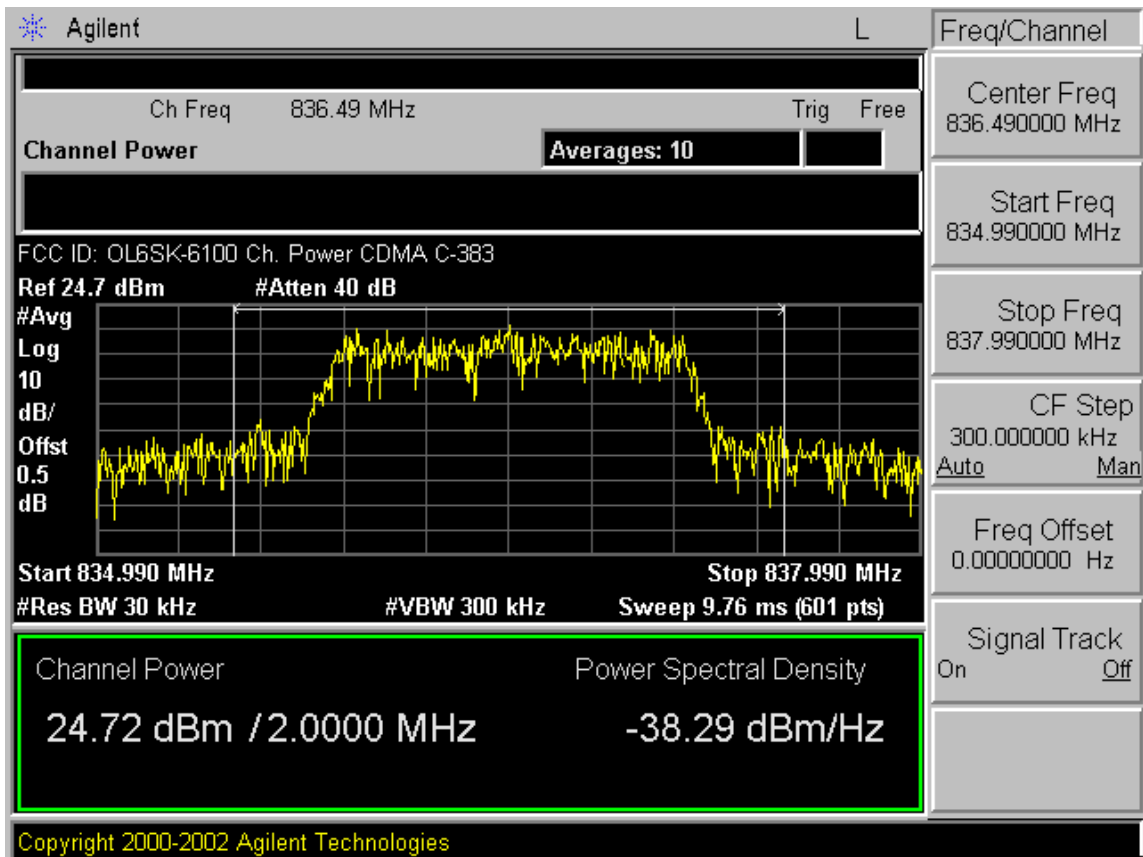 Agilent L
Ch Freq 836.49 MHz Trig Free
Channel Power Averages: 10
FCC ID: OL6SK-6100 Ch. Power CDMA C-383
Ref 24.7 dBm #Atten 40 dB
#Avg
Log
10
dB/
Offst
0.5
dB
Start 834.990 MHz Stop 837.990 MHz
#Res BW 30 kHz #VBW 300 kHz Sweep 9.76 ms (601 pts)
Channel Power Power Spectral Density
24.72 dBm / 2.0000 MHz -38.29 dBm/Hz
Copyright 2000-2002 Agilent Technologies
Freq/Channel
Center Freq
836.490000 MHz
Start Freq
834.990000 MHz
Stop Freq
837.990000 MHz
CF Step
300.000000 kHz
Auto Man
Freq Offset
0.00000000 Hz
Signal Track
On Off